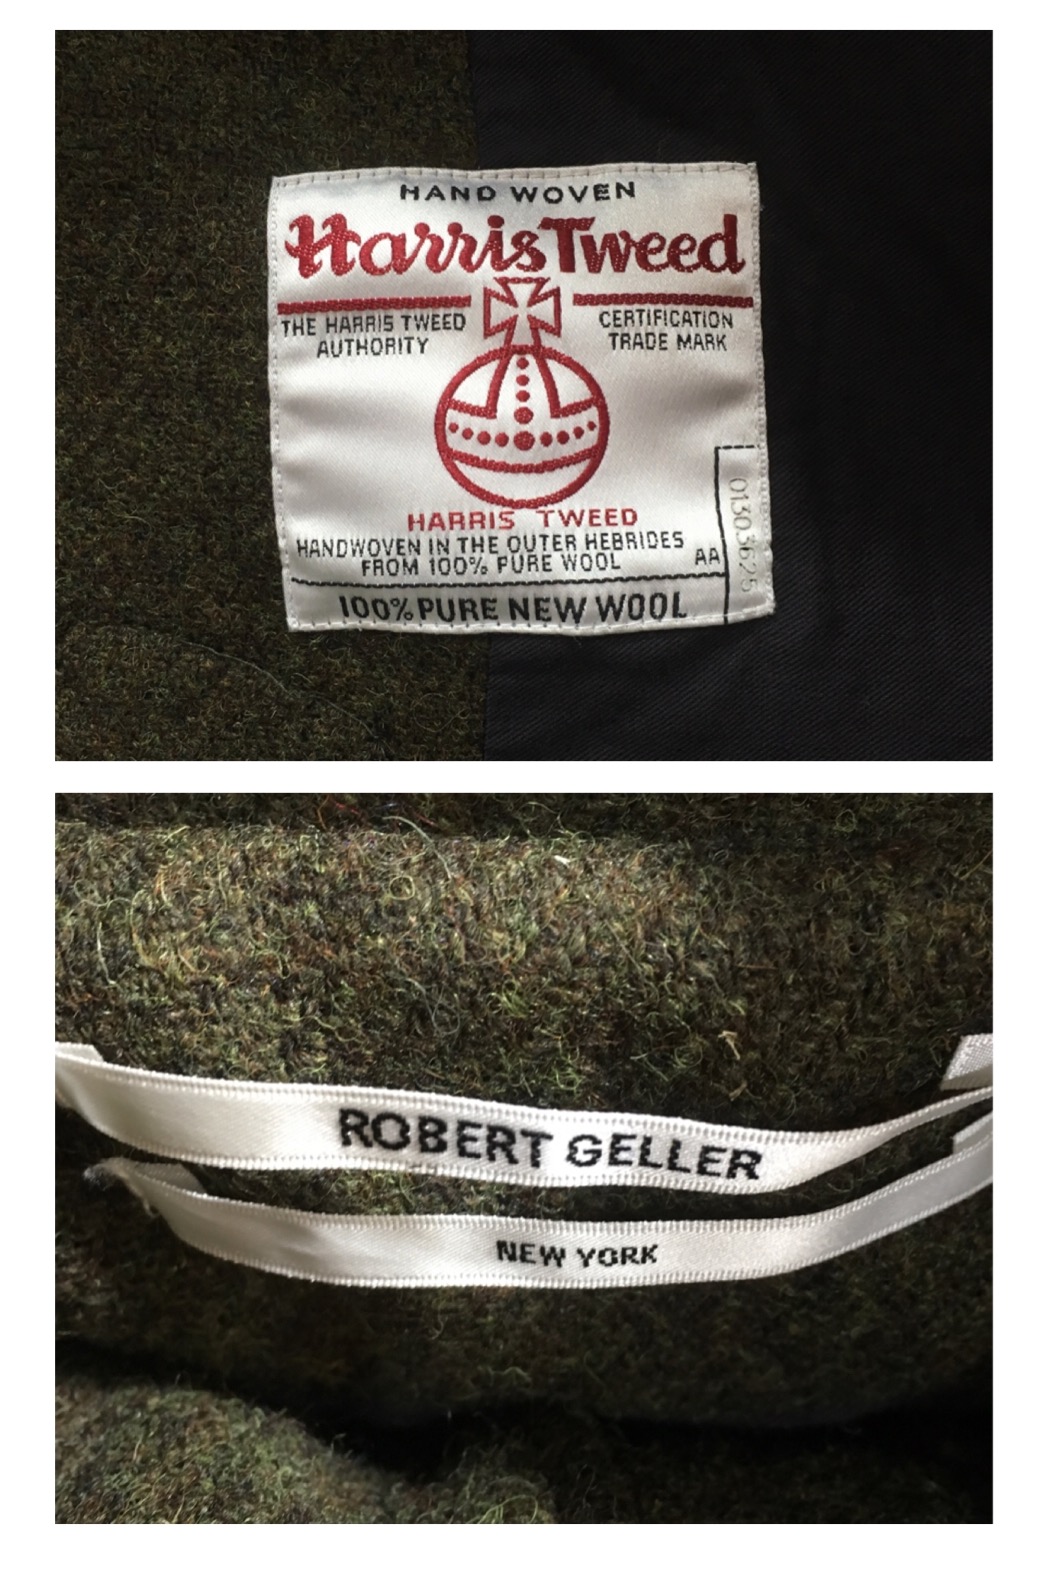 HAND WOVEN
Harris Tweed
THE HARRIS TWEED
AUTHORITY
CERTIFICATION
TRADE MARK
HARRIS TWEED
HANDWOVEN IN THE OUTER HEBRIDES
FROM 100% PURE WOOL
AA
01303625
100% PURE NEW WOOL
ROBERT GELLER
NEW YORK